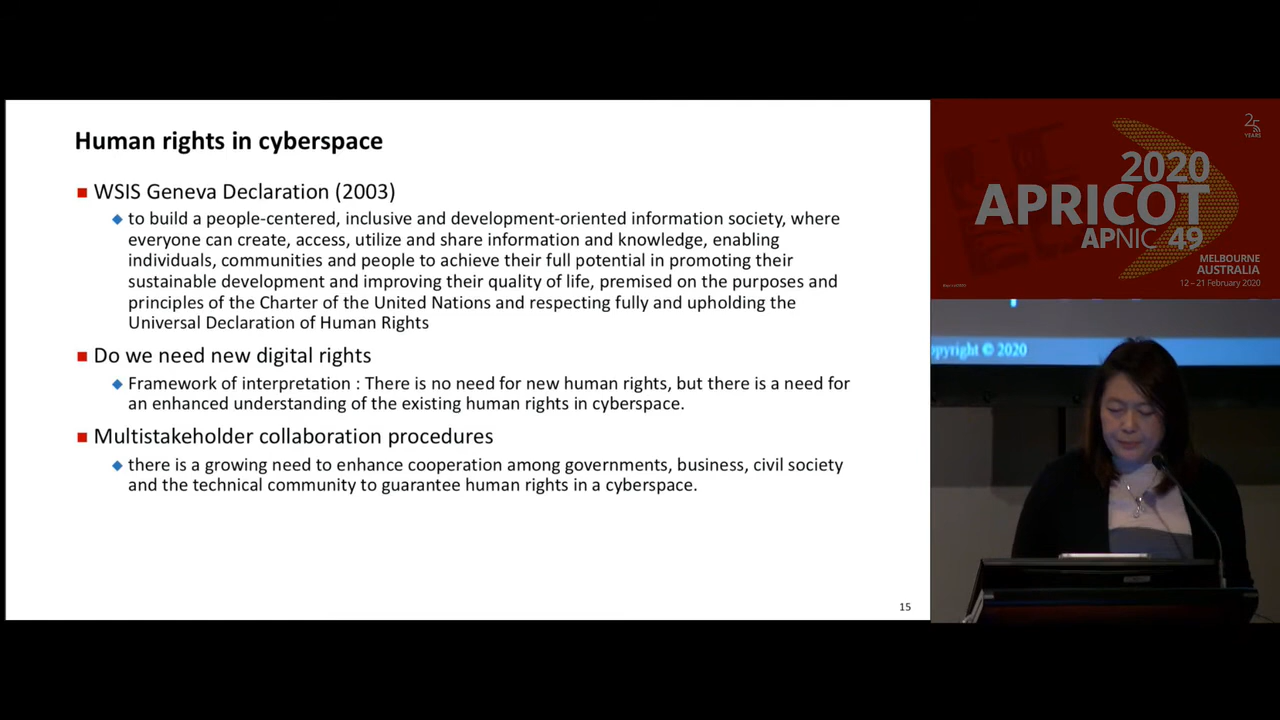 Human rights in cyberspace
WSIS Geneva Declaration (2003)
to build a people-centered, inclusive and development-oriented information society, where
everyone can create, access, utilize and share information and knowledge, enabling
individuals, communities and people to achieve their full potential in promoting their
sustainable development and improving their quality of life, premised on the purposes and
principles of the Charter of the United Nations and respecting fully and upholding the
Universal Declaration of Human Rights
Do we need new digital rights
Framework of interpretation : There is no need for new human rights, but there is a need for
an enhanced understanding of the existing human rights in cyberspace.
Multistakeholder collaboration procedures
there is a growing need to enhance cooperation among governments, business, civil society
and the technical community to guarantee human rights in a cyberspace.
15
25
YEARS
2020
APRICOT
APNIC 49
MELBOURNE
AUSTRALIA
12 – 21 February 2020
opyright © 2020